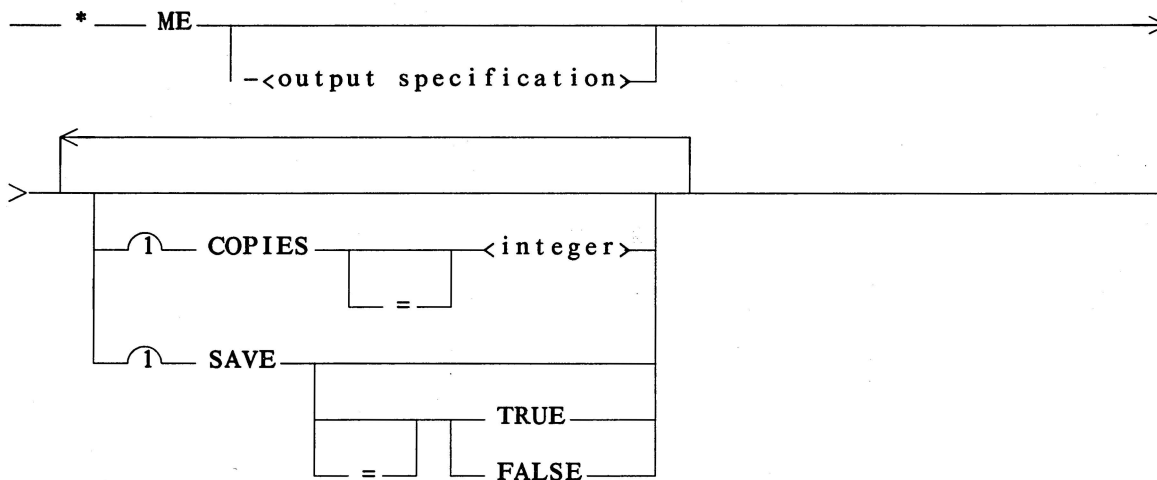 * ME
-<output specification>
1 COPIES <integer>
=
1 SAVE
TRUE
=
FALSE